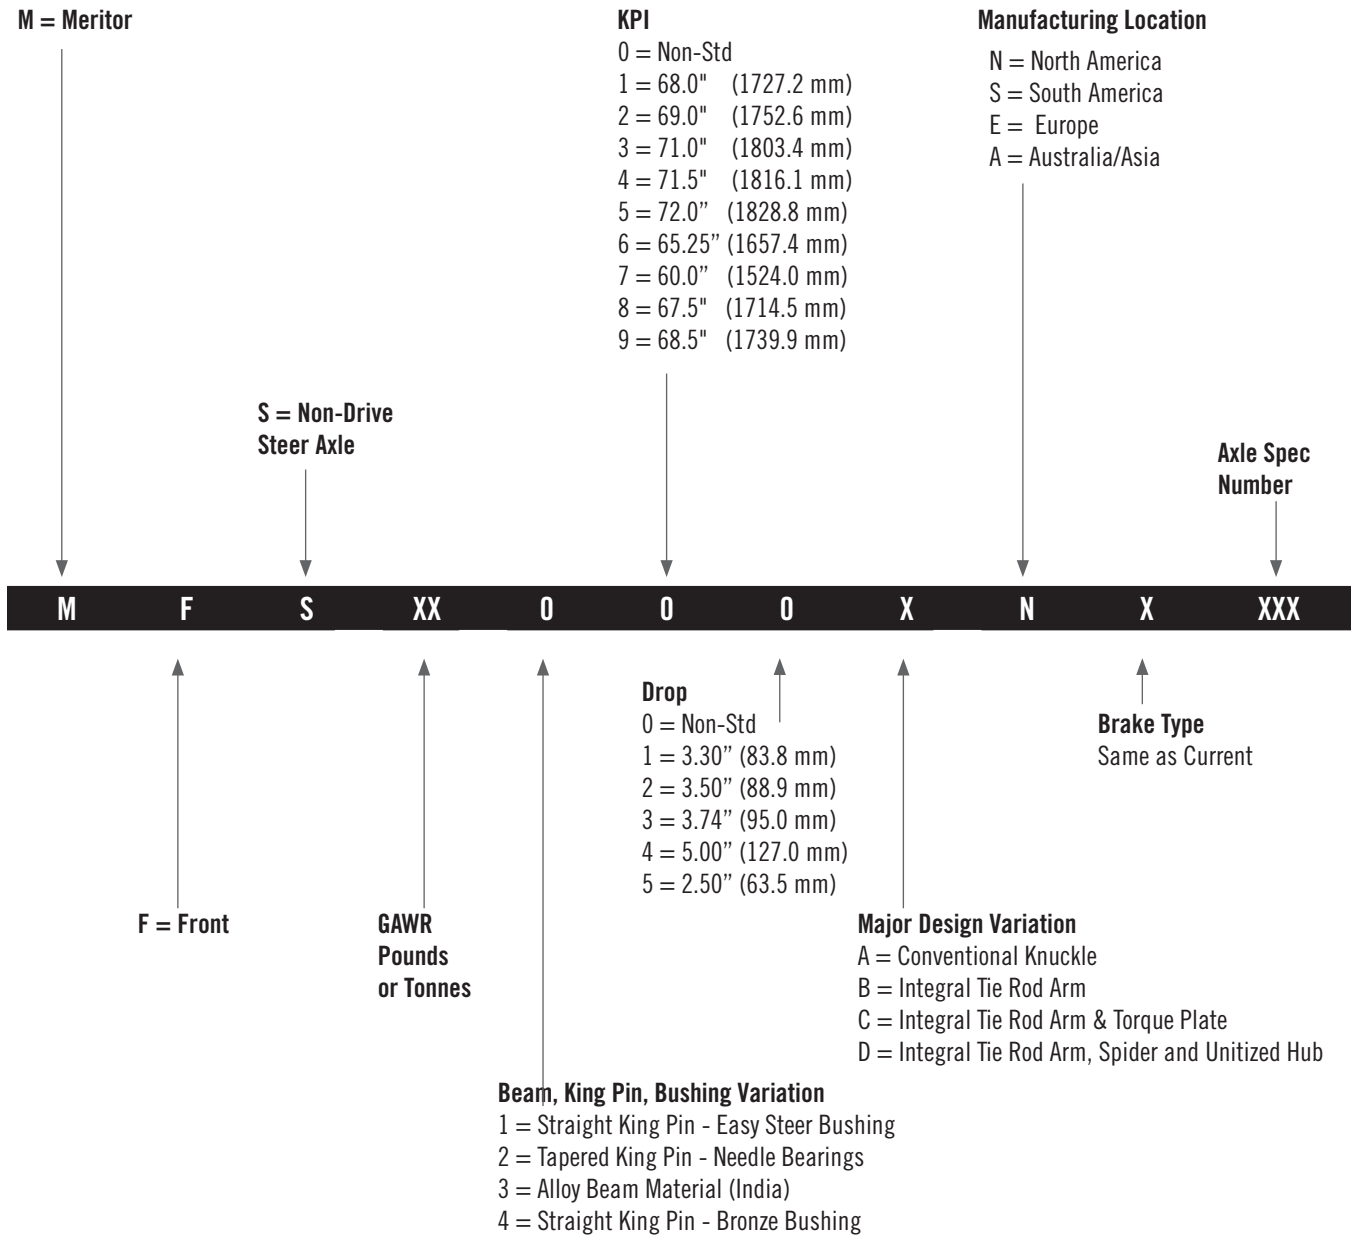 M = Meritor
KPI
0 = Non-Std
1 = 68.0" (1727.2 mm)
2 = 69.0" (1752.6 mm)
3 = 71.0" (1803.4 mm)
4 = 71.5" (1816.1 mm)
5 = 72.0” (1828.8 mm)
6 = 65.25” (1657.4 mm)
7 = 60.0” (1524.0 mm)
8 = 67.5" (1714.5 mm)
9 = 68.5" (1739.9 mm)
Manufacturing Location
N = North America
S = South America
E = Europe
A = Australia/Asia
S = Non-Drive
Steer Axle
Axle Spec
Number
M F S XX 0 0 0 X N X XXX
Drop
0 = Non-Std
1 = 3.30” (83.8 mm)
2 = 3.50” (88.9 mm)
3 = 3.74” (95.0 mm)
4 = 5.00” (127.0 mm)
5 = 2.50” (63.5 mm)
Brake Type
Same as Current
F = Front
GAWR
Pounds
or Tonnes
Major Design Variation
A = Conventional Knuckle
B = Integral Tie Rod Arm
C = Integral Tie Rod Arm & Torque Plate
D = Integral Tie Rod Arm, Spider and Unitized Hub
Beam, King Pin, Bushing Variation
1 = Straight King Pin - Easy Steer Bushing
2 = Tapered King Pin - Needle Bearings
3 = Alloy Beam Material (India)
4 = Straight King Pin - Bronze Bushing